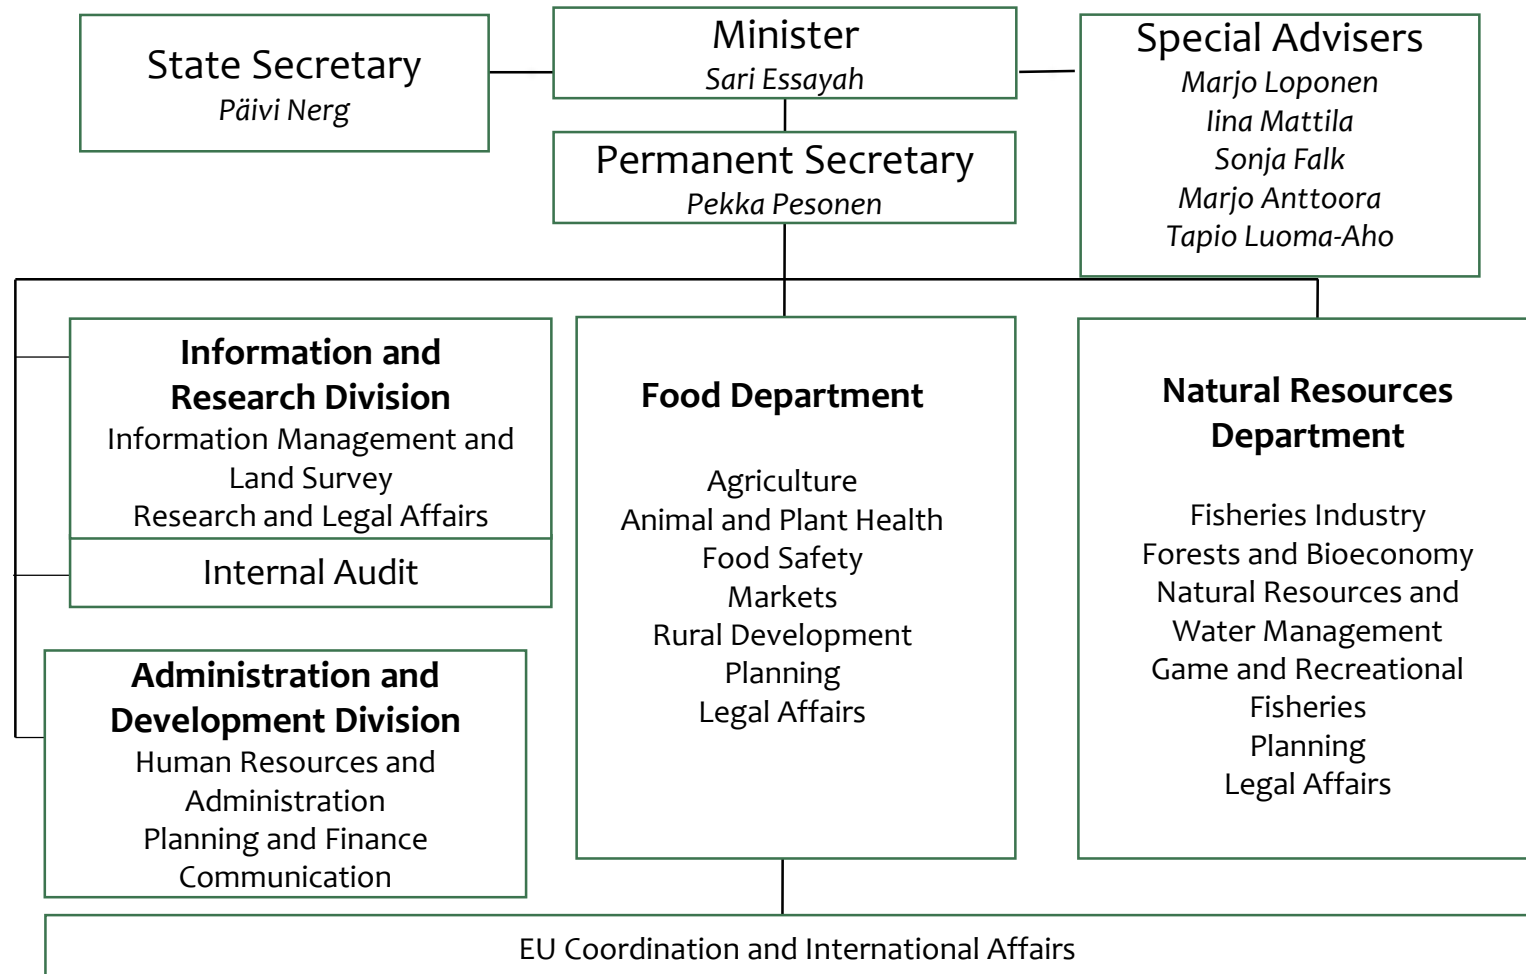 State Secretary
Päivi Nerg
Minister
Sari Essayah
Special Advisers
Marjo Loponen
Iina Mattila
Sonja Falk
Marjo Anttoora
Tapio Luoma-Aho
Permanent Secretary
Pekka Pesonen
Information and
Research Division
Information Management and
Land Survey
Research and Legal Affairs
Internal Audit
Administration and
Development Division
Human Resources and
Administration
Planning and Finance
Communication
Food Department
Agriculture
Animal and Plant Health
Food Safety
Markets
Rural Development
Planning
Legal Affairs
Natural Resources
Department
Fisheries Industry
Forests and Bioeconomy
Natural Resources and
Water Management
Game and Recreational
Fisheries
Planning
Legal Affairs
EU Coordination and International Affairs